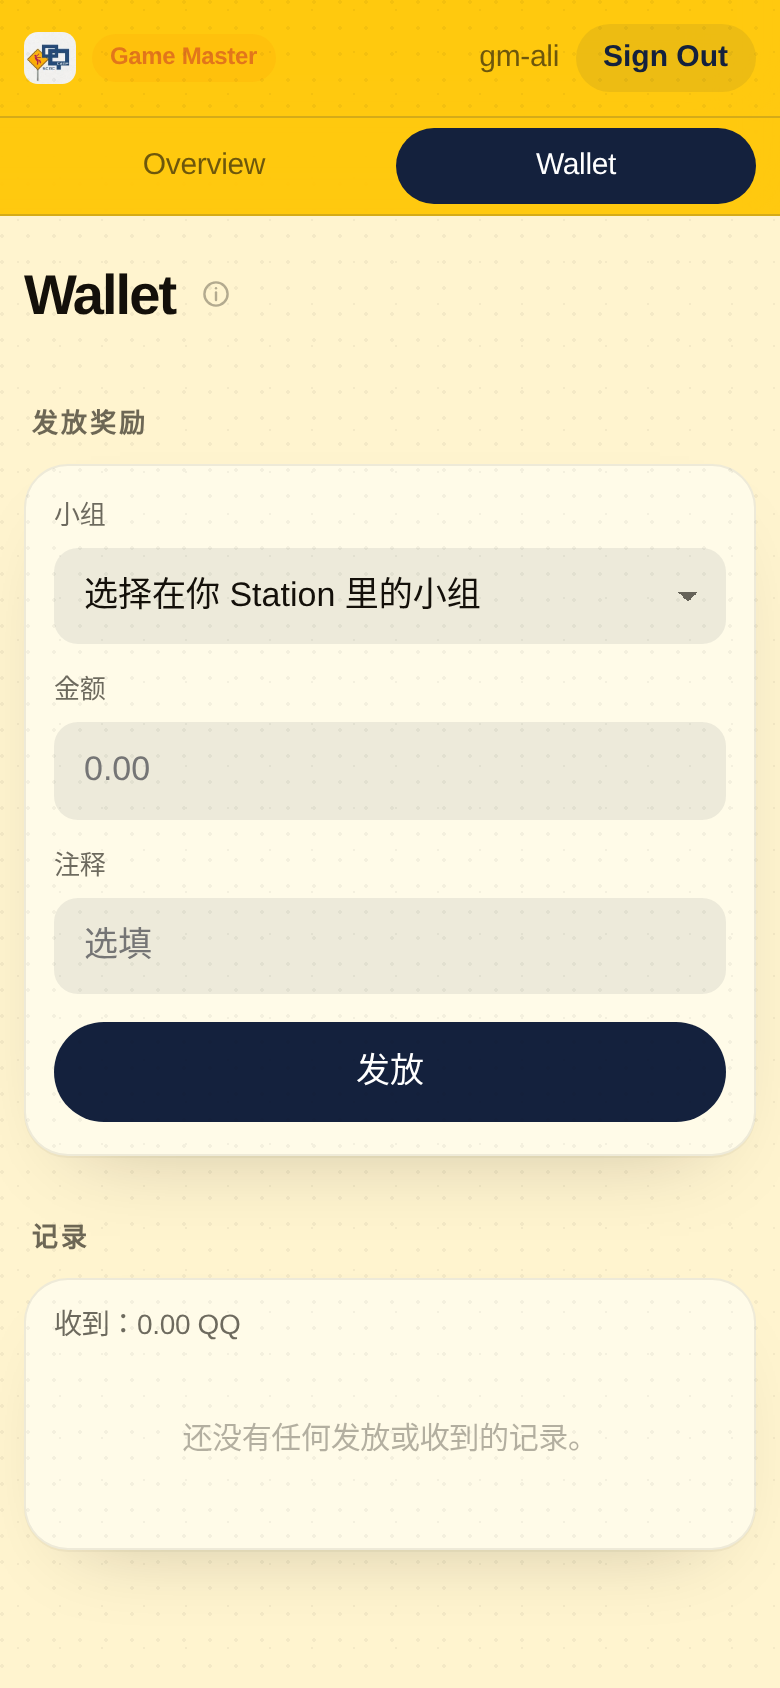 Game Master
gm-ali
Sign Out
Overview
Wallet
Wallet
发放奖励
小组
选择在你 Station 里的小组
金额
0.00
注释
选填
发放
记录
收到：0.00 QQ
还没有任何发放或收到的记录。